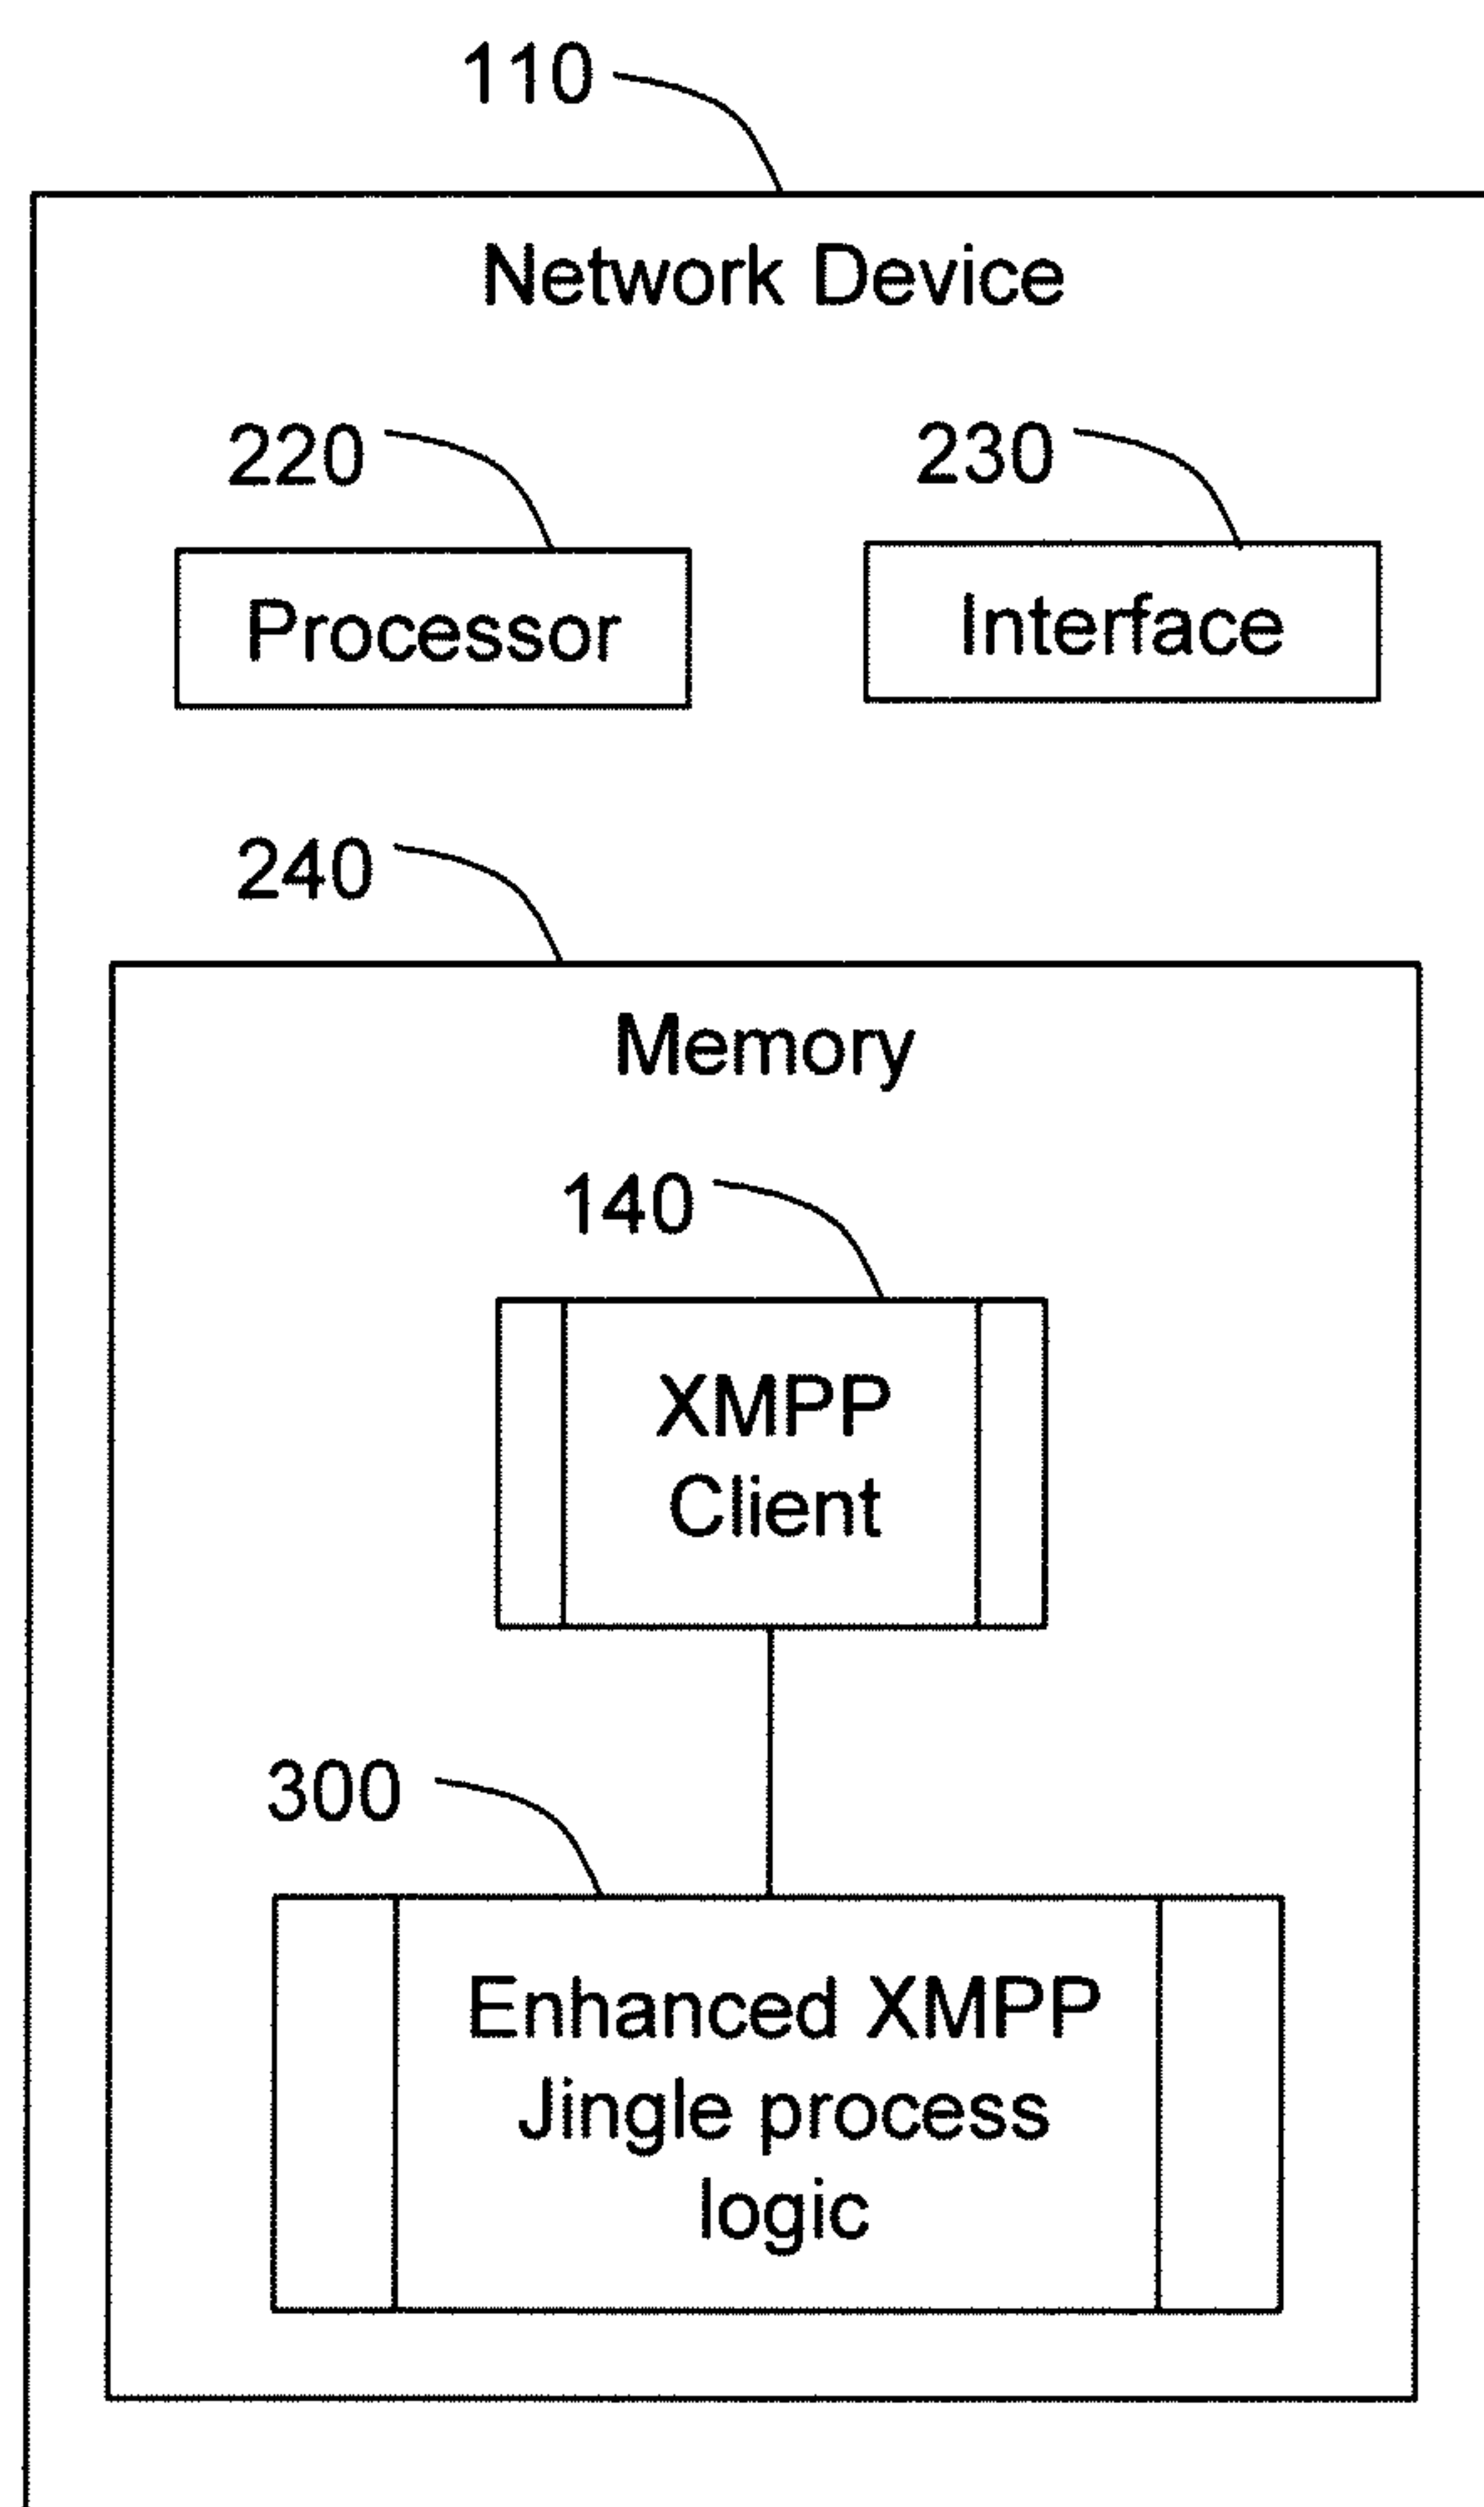 110
Network Device
220
230
Processor
Interface
240
Memory
140
XMPP
Client
300
Enhanced XMPP
Jingle process
logic